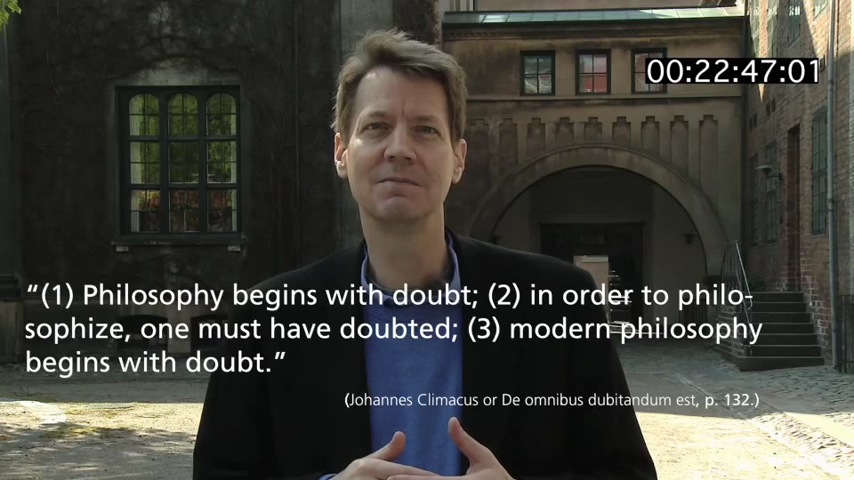 00:22:47:01
“(1) Philosophy begins with doubt; (2) in order to philo-
sophize, one must have doubted; (3) modern philosophy
begins with doubt.”
(Johannes Climacus or De omnibus dubitandum est, p. 132.)